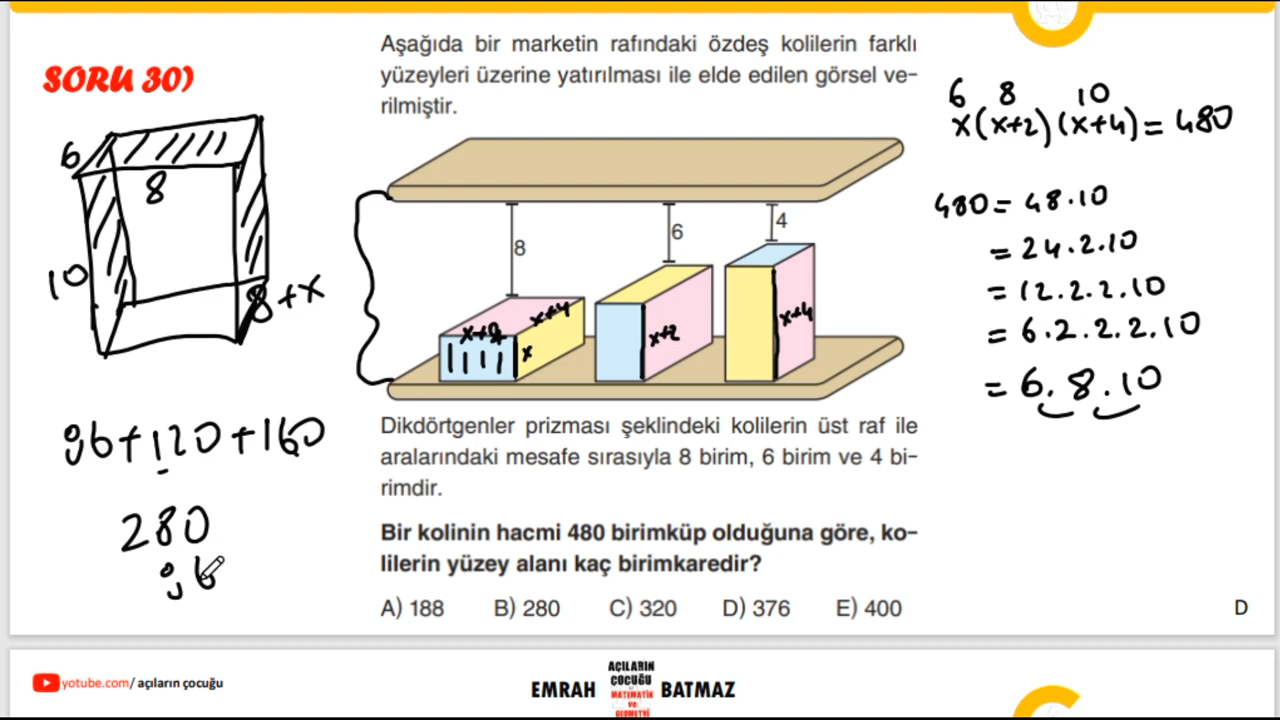 SORU 30)
Aşağıda bir marketin rafındaki özdeş kolilerin farklı
yüzeyleri üzerine yatırılması ile elde edilen görsel ve-
rilmiştir.
8
6
4
x+4
x
x+2
x+4
Dikdörtgenler prizması şeklindeki kolilerin üst raf ile
aralarındaki mesafe sırasıyla 8 birim, 6 birim ve 4 bi-
rimdir.
Bir kolinin hacmi 480 birimküp olduğuna göre, ko-
lilerin yüzey alanı kaç birimkaredir?
A) 188 B) 280 C) 320 D) 376 E) 400
6
8
10
8+x
96+120+160
280
96
6 8 10
x(x+2)(x+4)=480
480=48.10
=24.2.10
=12.2.2.10
=6.2.2.2.10
=6.8.10
D
yotube.com/ açıların çocuğu
EMRAH
AÇILARIN
ÇOCUĞU
MATEMATİK
ve
GEOMETRİ
BATMAZ